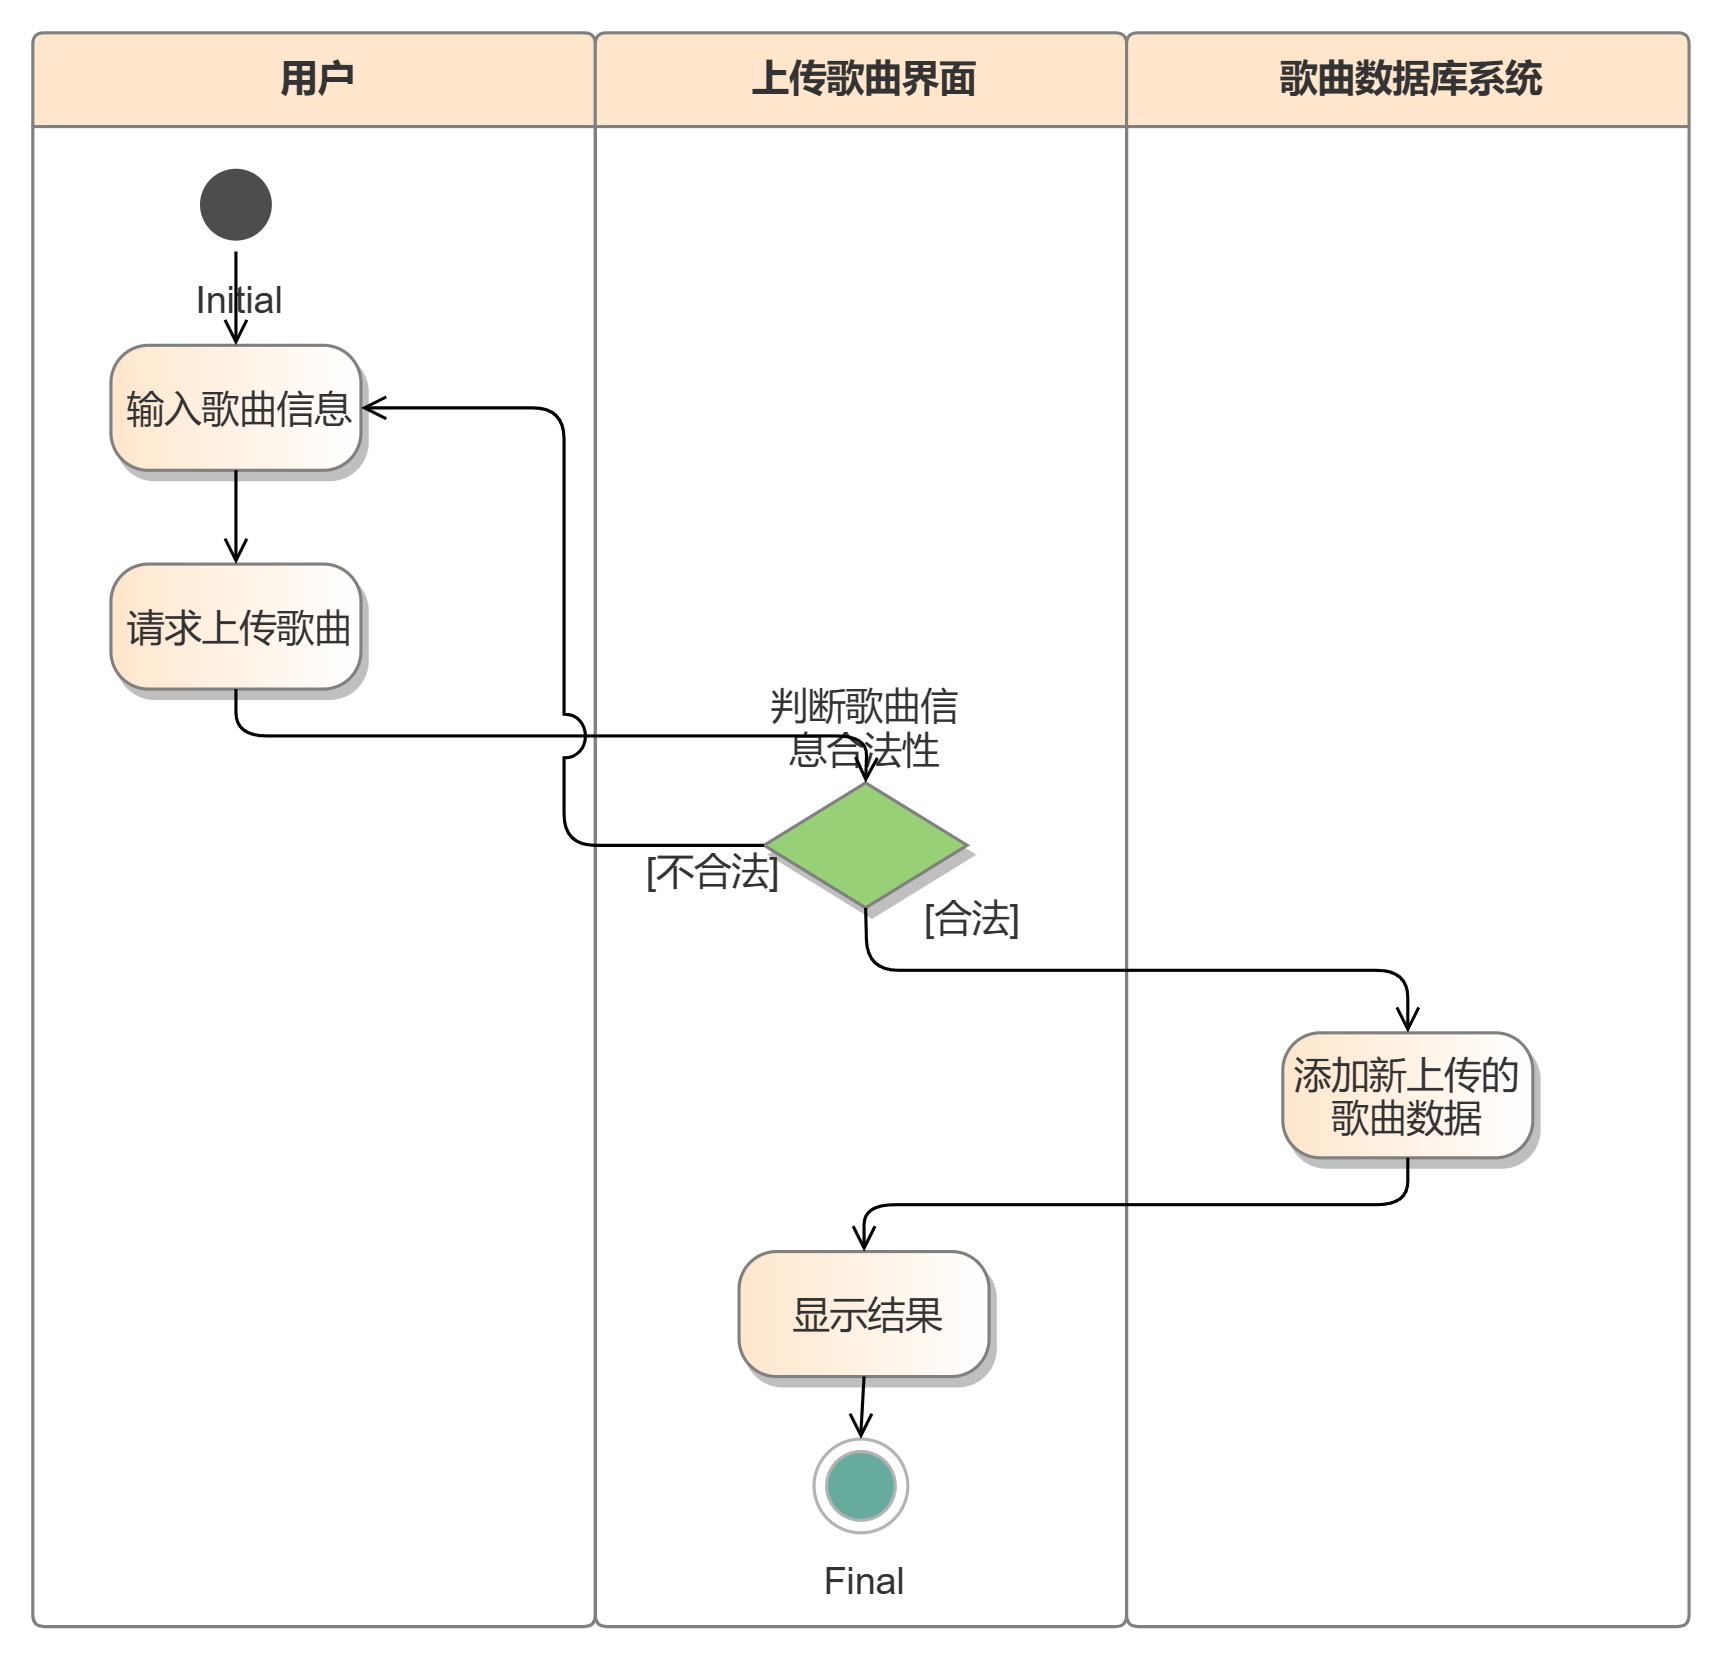 用户
上传歌曲界面
歌曲数据库系统
Initial
输入歌曲信息
请求上传歌曲
判断歌曲信
息合法性
[不合法]
[合法]
添加新上传的
歌曲数据
显示结果
Final